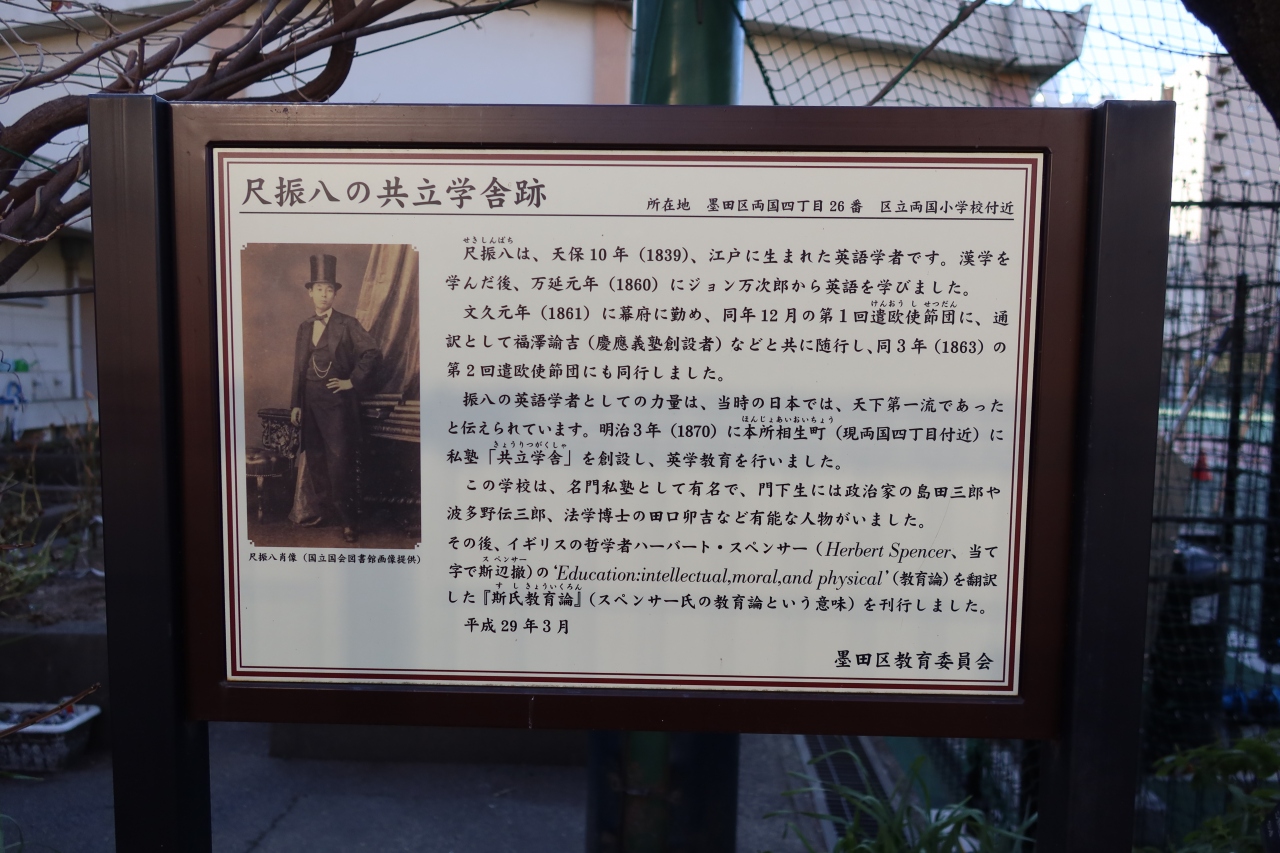 尺振八の共立学舎跡
所在地　墨田区両国四丁目26番　区立両国小学校付近
せきしんぱち
尺振八は、天保10年（1839）、江戸に生まれた英語学者です。漢学を
学んだ後、万延元年（1860）にジョン万次郎から英語を学びました。
けんおうしせつだん
文久元年（1861）に幕府に勤め、同年12月の第1回遣欧使節団に、通
訳として福澤諭吉（慶應義塾創設者）などと共に随行し、同3年（1863）の
第2回遣欧使節団にも同行しました。
振八の英語学者としての力量は、当時の日本では、天下第一流であった
ほんじょあいおいちょう
と伝えられています。明治3年（1870）に本所相生町（現両国四丁目付近）に
きょうりつがくしゃ
私塾「共立学舎」を創設し、英学教育を行いました。
この学校は、名門私塾として有名で、門下生には政治家の島田三郎や
波多野伝三郎、法学博士の田口卯吉など有能な人物がいました。
その後、イギリスの哲学者ハーバート・スペンサー（Herbert Spencer、当て
スペンサー
字で斯辺撤）の‘Education:intellectual,moral,and physical’（教育論）を翻訳
すしきょういくろん
した『斯氏教育論』（スペンサー氏の教育論という意味）を刊行しました。
平成29年3月
墨田区教育委員会
尺振八肖像（国立国会図書館画像提供）